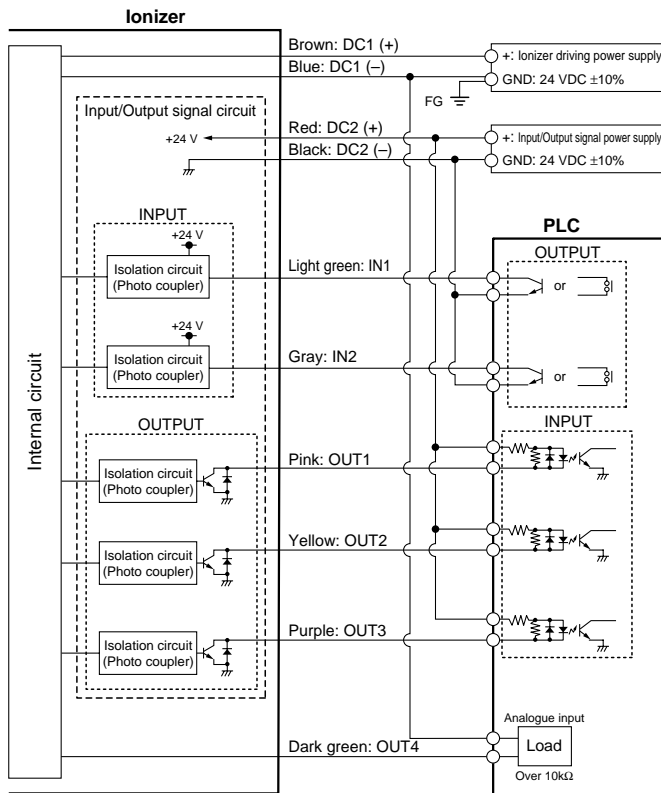 Ionizer
Brown: DC1 (+)
Blue: DC1 (–)
+: Ionizer driving power supply
GND: 24 VDC ±10%
FG
Input/Output signal circuit
+24 V
Red: DC2 (+)
Black: DC2 (–)
+: Input/Output signal power supply
GND: 24 VDC ±10%
INPUT
+24 V
Isolation circuit
(Photo coupler)
Light green: IN1
+24 V
Isolation circuit
(Photo coupler)
Gray: IN2
PLC
OUTPUT
or
or
Internal circuit
OUTPUT
Isolation circuit
(Photo coupler)
Pink: OUT1
Isolation circuit
(Photo coupler)
Yellow: OUT2
Isolation circuit
(Photo coupler)
Purple: OUT3
INPUT
Dark green: OUT4
Analogue input
Load
Over 10kΩ